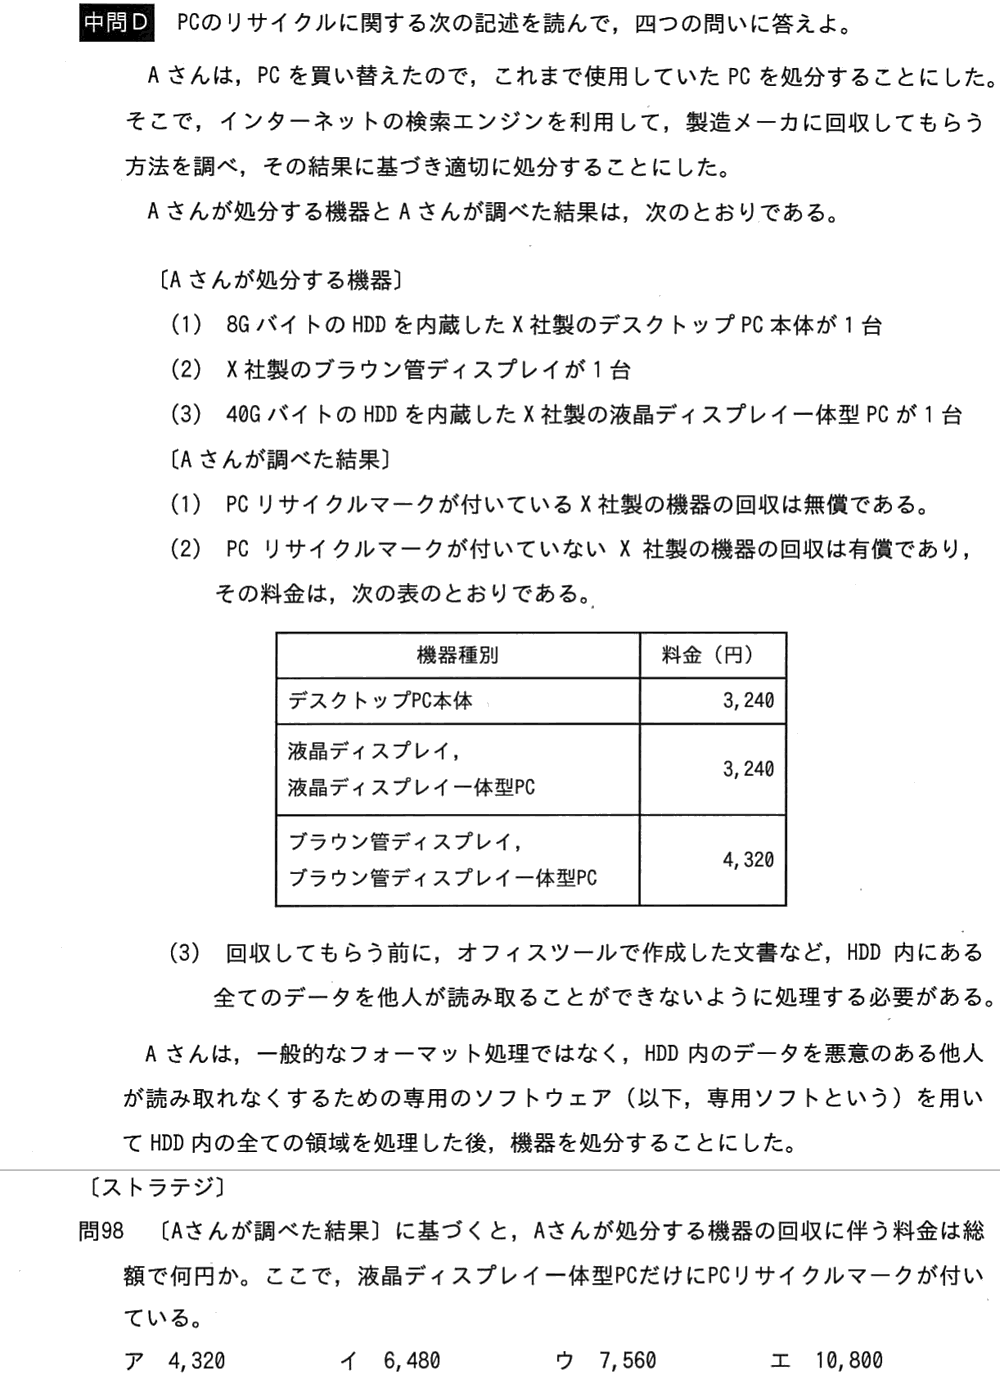 中問D　PCのリサイクルに関する次の記述を読んで，四つの問いに答えよ。
Aさんは，PCを買い替えたので，これまで使用していたPCを処分することにした。
そこで，インターネットの検索エンジンを利用して，製造メーカに回収してもらう
方法を調べ，その結果に基づき適切に処分することにした。
Aさんが処分する機器とAさんが調べた結果は，次のとおりである。
〔Aさんが処分する機器〕
(1)　8GバイトのHDDを内蔵したX社製のデスクトップPC本体が1台
(2)　X社製のブラウン管ディスプレイが1台
(3)　40GバイトのHDDを内蔵したX社製の液晶ディスプレイ一体型PCが1台
〔Aさんが調べた結果〕
(1)　PCリサイクルマークが付いているX社製の機器の回収は無償である。
(2)　PCリサイクルマークが付いていないX社製の機器の回収は有償であり，
その料金は，次の表のとおりである。
機器種別　料金（円）
デスクトップPC本体　3,240
液晶ディスプレイ，
液晶ディスプレイ一体型PC　3,240
ブラウン管ディスプレイ，
ブラウン管ディスプレイ一体型PC　4,320
(3)　回収してもらう前に，オフィスツールで作成した文書など，HDD内にある
全てのデータを他人が読み取ることができないように処理する必要がある。
Aさんは，一般的なフォーマット処理ではなく，HDD内のデータを悪意のある他人
が読み取れなくするための専用のソフトウェア（以下，専用ソフトという）を用い
てHDD内の全ての領域を処理した後，機器を処分することにした。
〔ストラテジ〕
問98　〔Aさんが調べた結果〕に基づくと，Aさんが処分する機器の回収に伴う料金は総
額で何円か。ここで，液晶ディスプレイ一体型PCだけにPCリサイクルマークが付い
ている。
ア　4,320　イ　6,480　ウ　7,560　エ　10,800